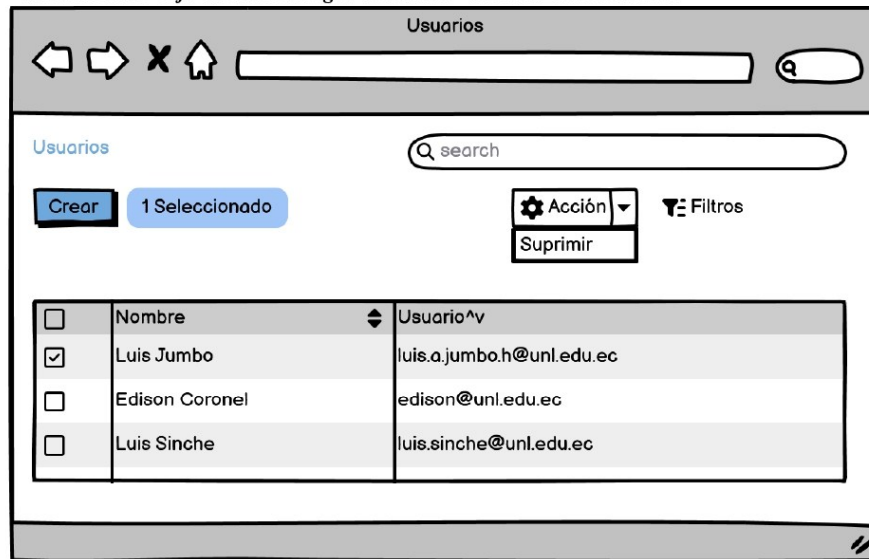 Usuarios
Usuarios
search
Crear
1 Seleccionado
Acción
Filtros
Suprimir
Nombre
Usuario^v
Luis Jumbo
luis.a.jumbo.h@unl.edu.ec
Edison Coronel
edison@unl.edu.ec
Luis Sinche
luis.sinche@unl.edu.ec